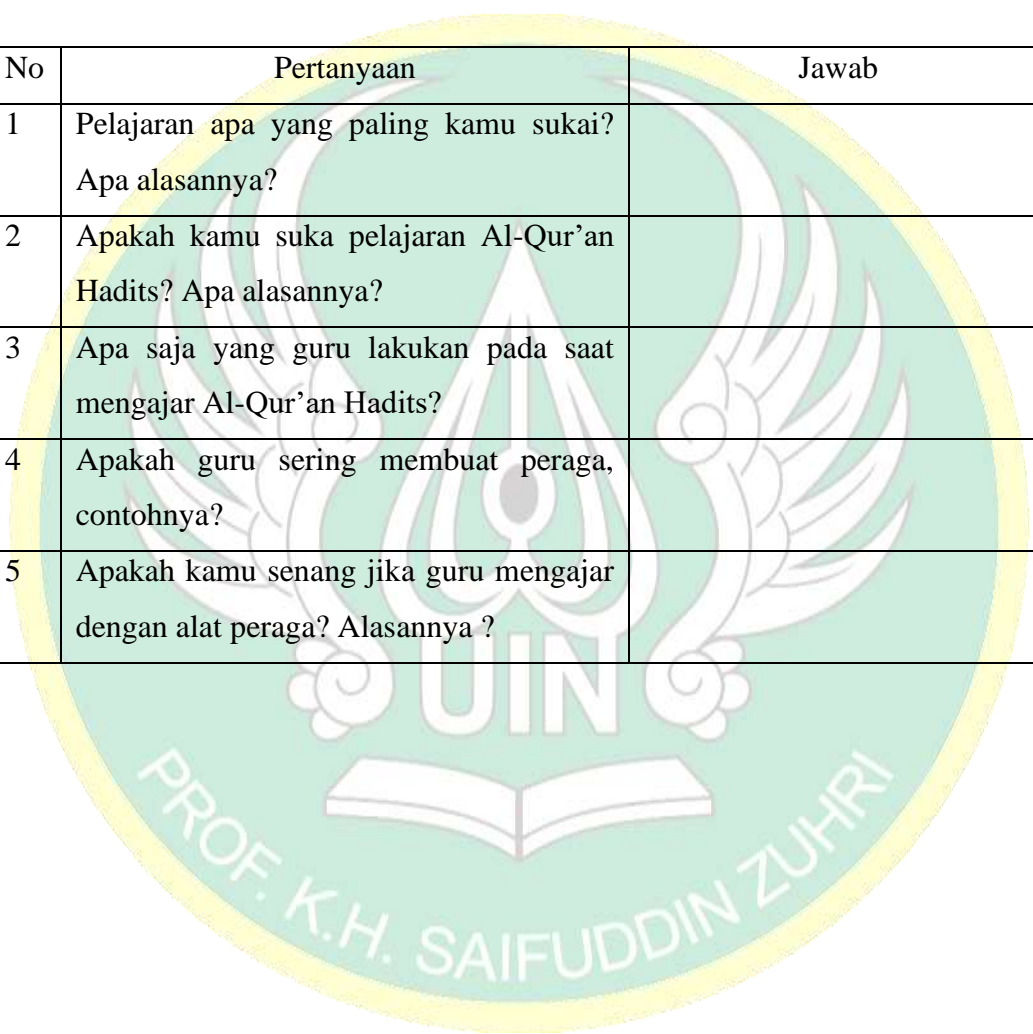 No Pertanyaan Jawab
1 Pelajaran apa yang paling kamu sukai?
Apa alasannya?
2 Apakah kamu suka pelajaran Al-Qur’an
Hadits? Apa alasannya?
3 Apa saja yang guru lakukan pada saat
mengajar Al-Qur’an Hadits?
4 Apakah guru sering membuat peraga,
contohnya?
5 Apakah kamu senang jika guru mengajar
dengan alat peraga? Alasannya ?
UIN
PROF. K.H. SAIFUDDIN ZUHRI